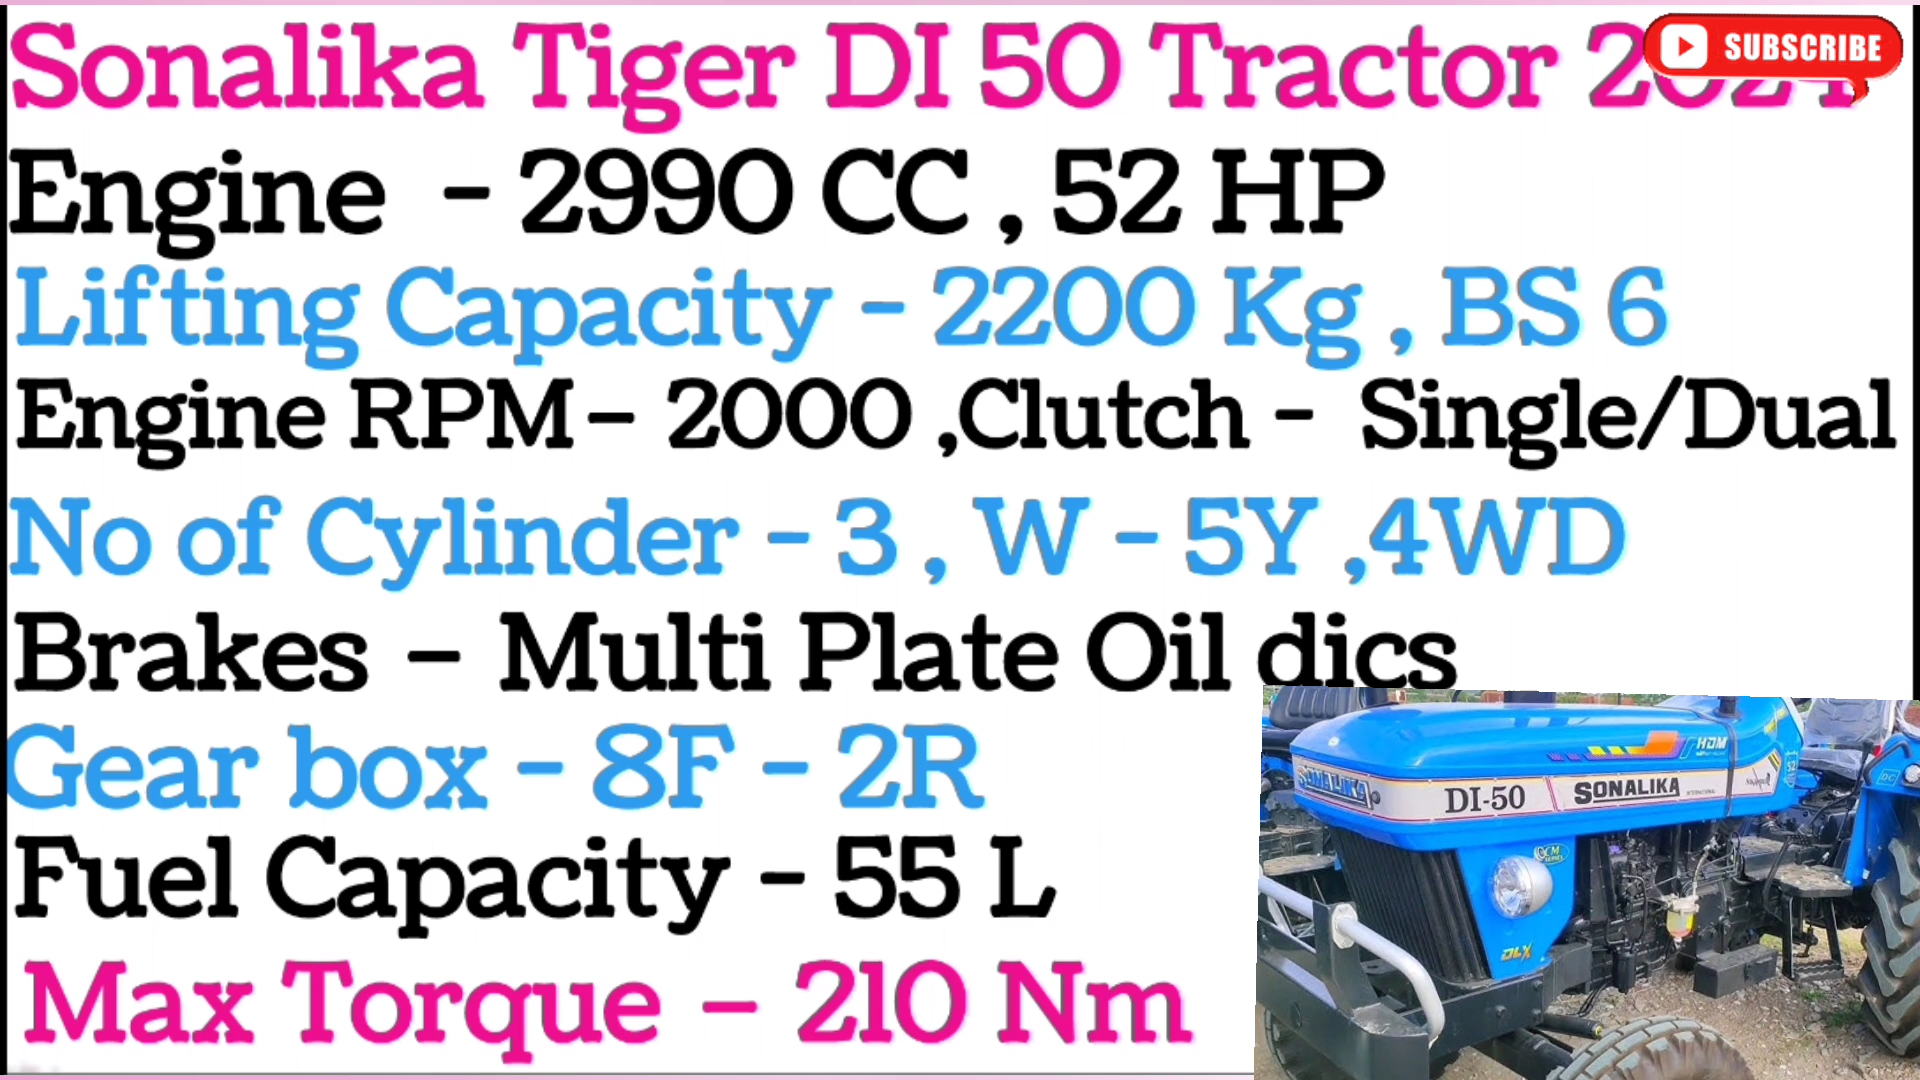 Sonalika Tiger DI 50 Tractor
SUBSCRIBE
Engine - 2990 CC , 52 HP
Lifting Capacity - 2200 Kg , BS 6
Engine RPM - 2000 ,Clutch - Single/Dual
No of Cylinder - 3 , W - 5Y ,4WD
Brakes - Multi Plate Oil dics
Gear box - 8F - 2R
Fuel Capacity - 55 L
Max Torque - 210 Nm
HDM
SONALIKA
DI-50
SONALIKA
INTERNATIONAL
DLX